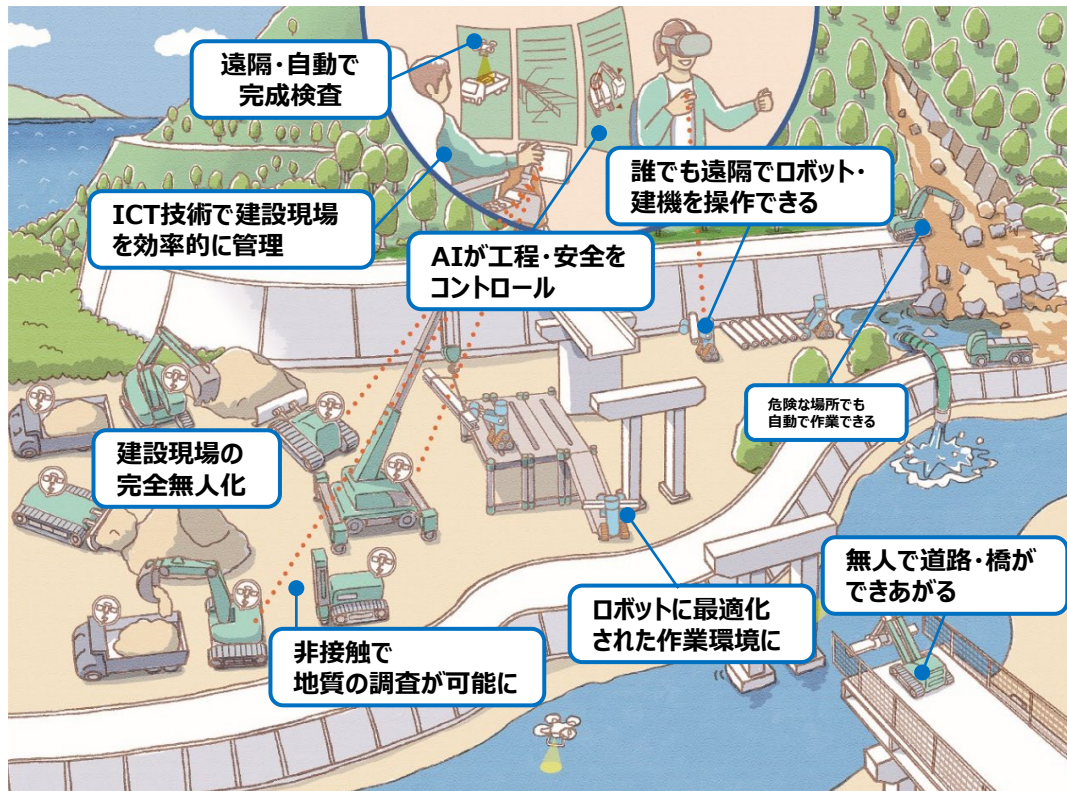 遠隔・自動で
完成検査
ICT技術で建設現場
を効率的に管理
AIが工程・安全を
コントロール
誰でも遠隔でロボット・
建機を操作できる
危険な場所でも
自動で作業できる
建設現場の
完全無人化
非接触で
地質の調査が可能に
ロボットに最適化
された作業環境に
無人で道路・橋が
できあがる